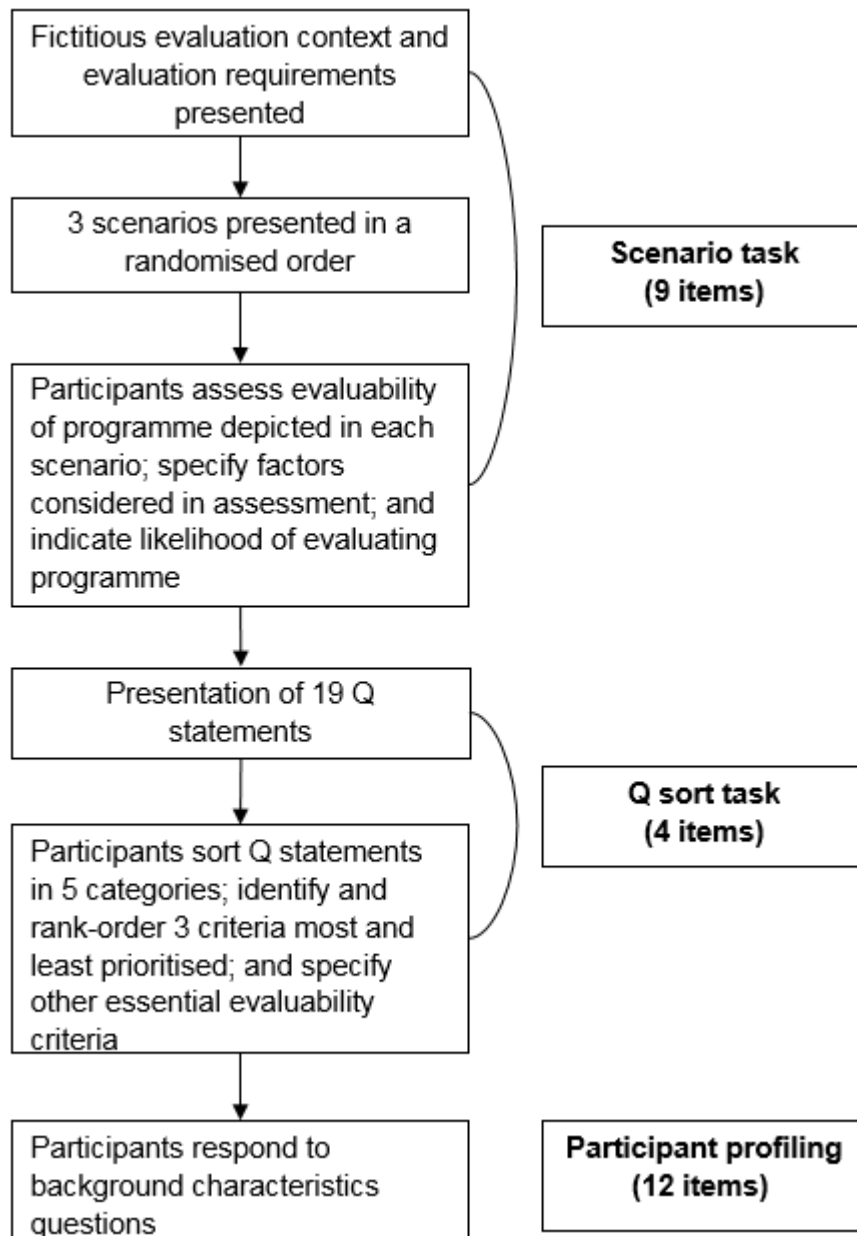 Fictitious evaluation context and
evaluation requirements
presented
3 scenarios presented in a
randomised order
Scenario task
(9 items)
Participants assess evaluability
of programme depicted in each
scenario; specify factors
considered in assessment; and
indicate likelihood of evaluating
programme
Presentation of 19 Q
statements
Q sort task
(4 items)
Participants sort Q statements
in 5 categories; identify and
rank-order 3 criteria most and
least prioritised; and specify
other essential evaluability
criteria
Participants respond to
background characteristics
questions
Participant profiling
(12 items)